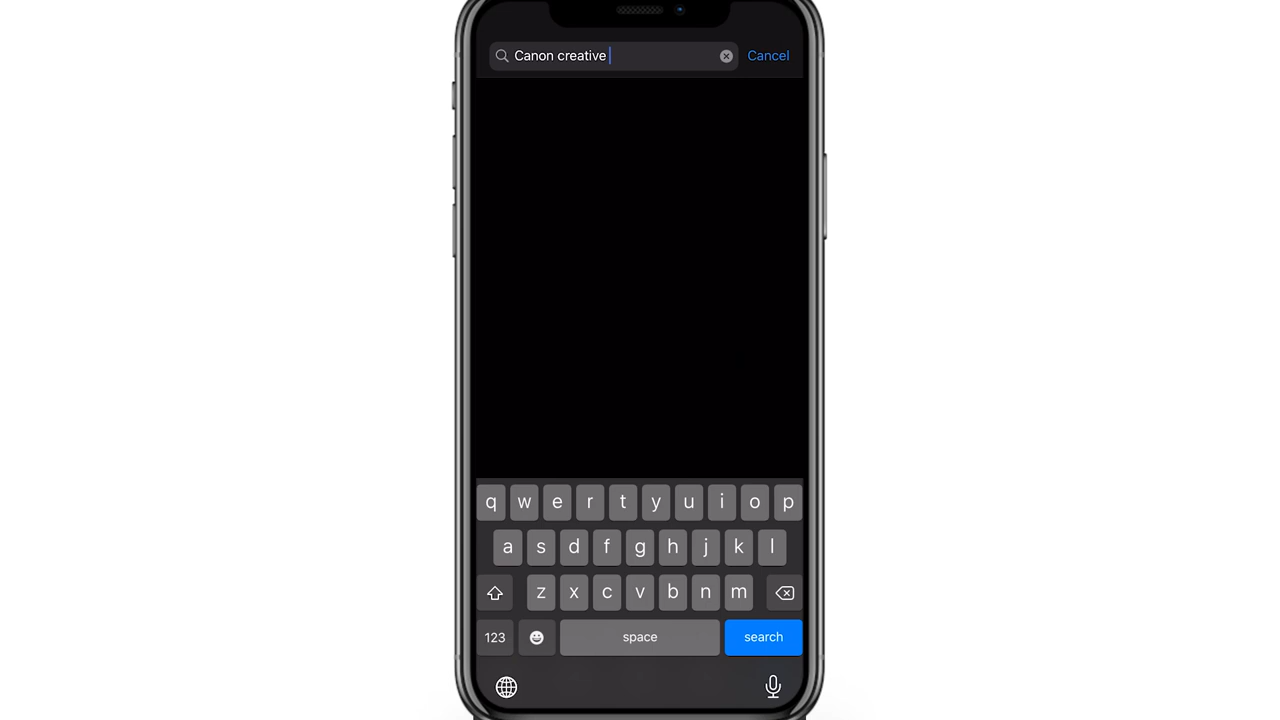 Canon creative
Cancel
q w e r t y u i o p
a s d f g h j k l
z x c v b n m
123 space search